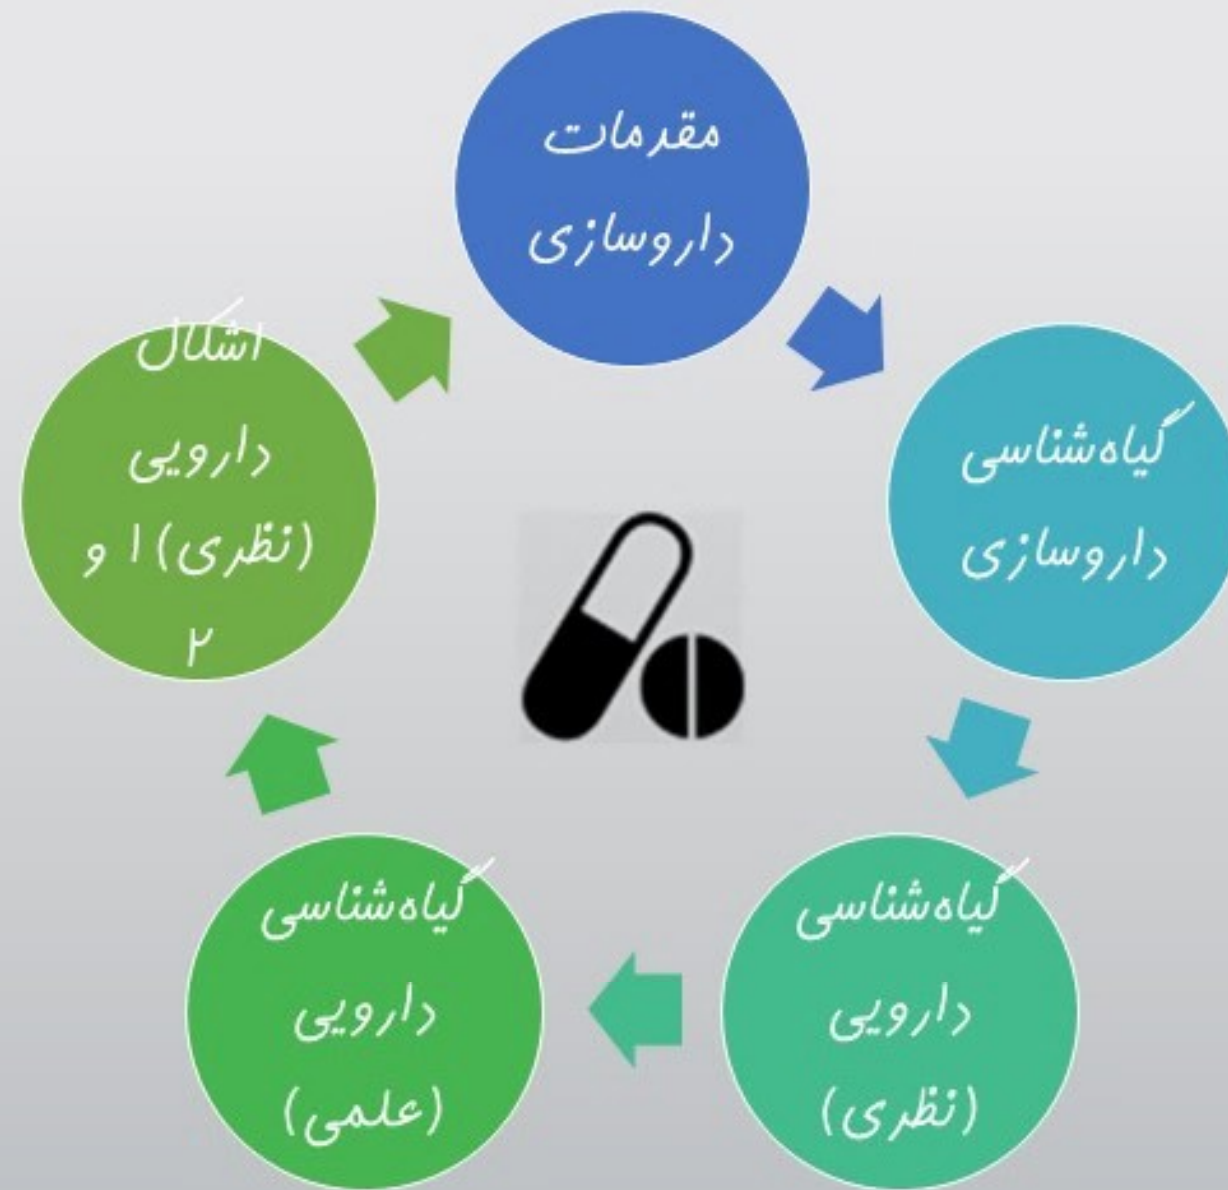 مقدمات
داروسازی
گیاه‌شناسی
داروسازی
گیاه‌شناسی
دارویی
(نظری)
گیاه‌شناسی
دارویی
(علمی)
اشکال
دارویی
(نظری) ۱ و
۲